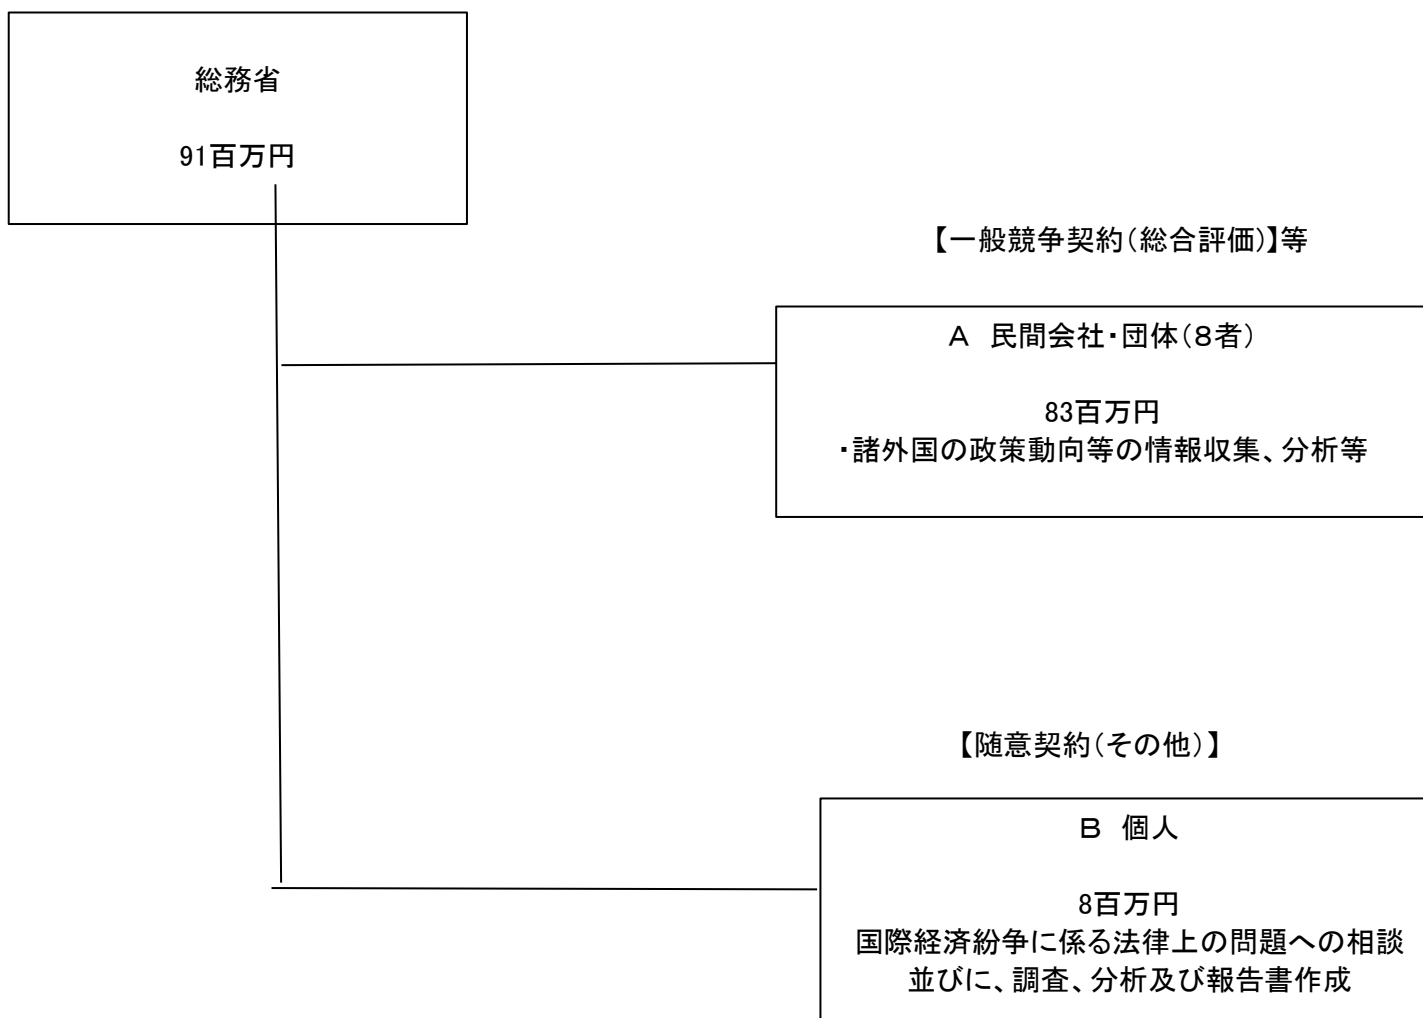 総務省
91百万円
【一般競争契約(総合評価)】等
A 民間会社・団体(8者)
83百万円
・諸外国の政策動向等の情報収集、分析等
【随意契約(その他)】
B 個人
8百万円
国際経済紛争に係る法律上の問題への相談
並びに、調査、分析及び報告書作成